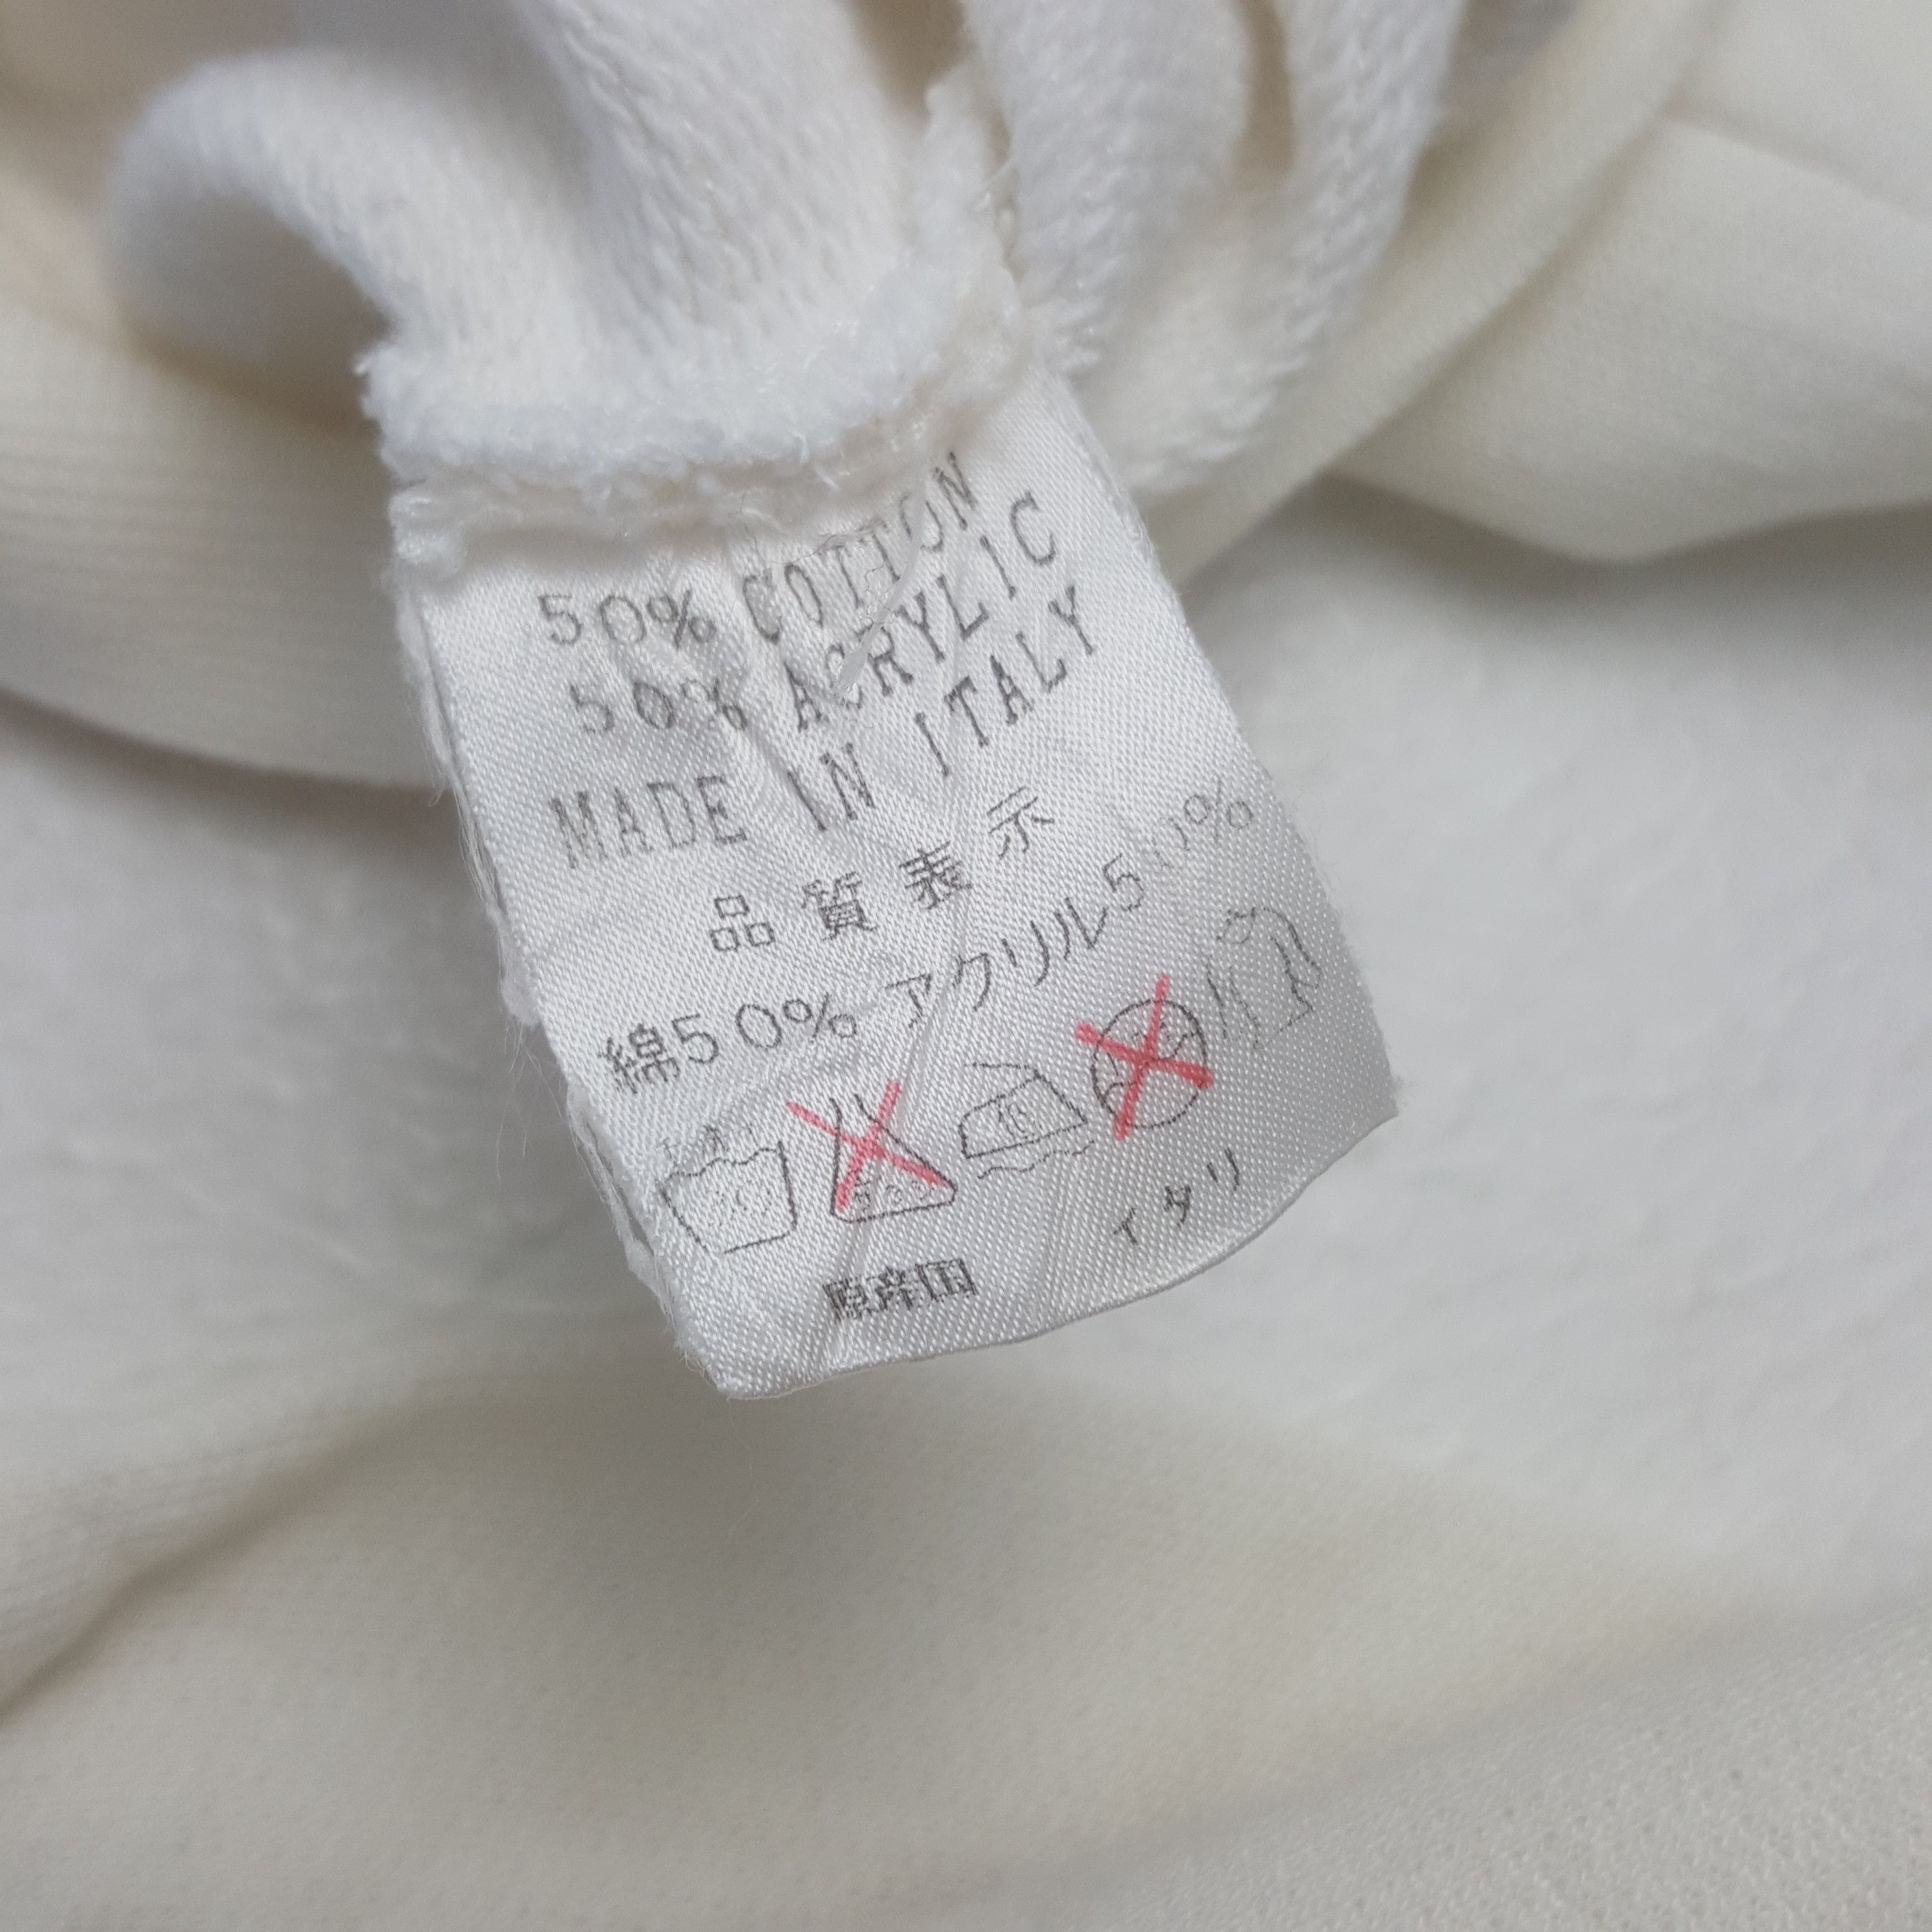 50% COTTON
50% ACRYLIC
MADE IN ITALY
品質表示
綿50% アクリル50%
原産国 イタリ